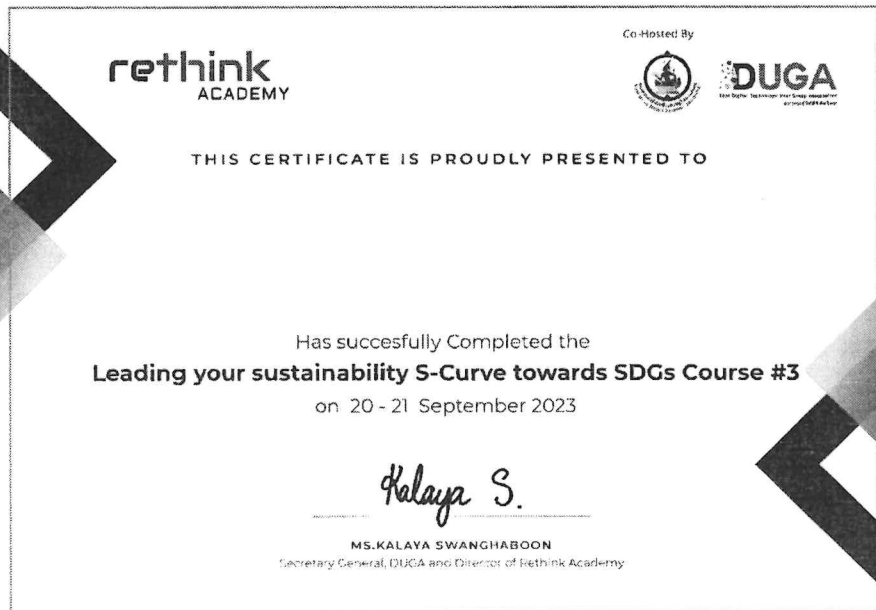 Co-Hosted By
rethink
ACADEMY
DUGA
THIS CERTIFICATE IS PROUDLY PRESENTED TO
Has succesfully Completed the
Leading your sustainability S-Curve towards SDGs Course #3
on 20 - 21 September 2023
Kalaya S.
MS.KALAYA SWANGHABOON
Secretary General, DUGA and Director of Rethink Academy